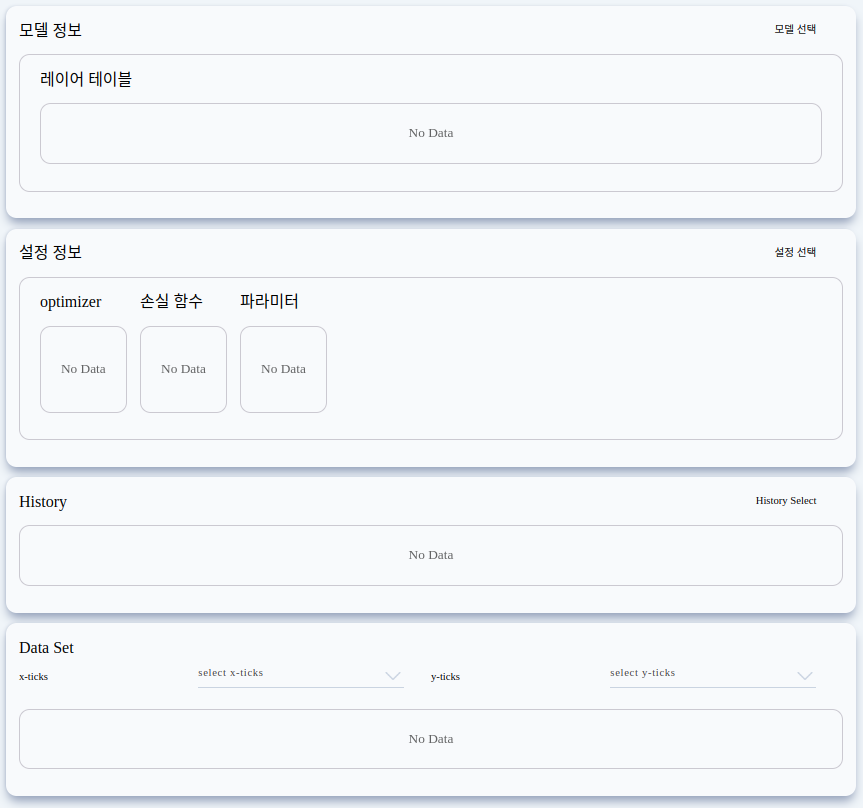 모델 정보 모델 선택
레이어 테이블
No Data
설정 정보 설정 선택
optimizer 손실 함수 파라미터
No Data No Data No Data
History History Select
No Data
Data Set
x-ticks select x-ticks y-ticks select y-ticks
No Data